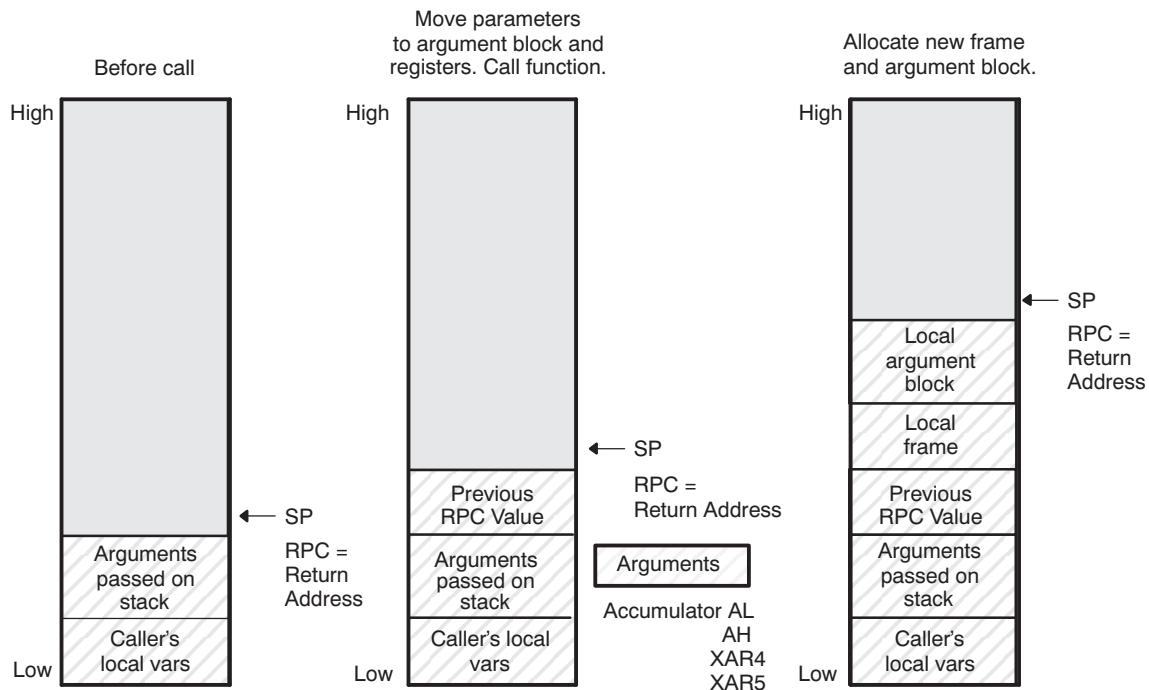 Before call
High
SP
RPC =
Return
Address
Arguments
passed on
stack
Caller's
local vars
Low
Move parameters
to argument block and
registers. Call function.
High
SP
RPC =
Return Address
Previous
RPC Value
Arguments
passed on
stack
Arguments
Accumulator AL
AH
XAR4
XAR5
Caller's local
vars
Low
Allocate new frame
and argument block.
High
SP
RPC =
Return
Address
Local
argument
block
Local
frame
Previous
RPC Value
Arguments
passed on
stack
Caller's
local vars
Low